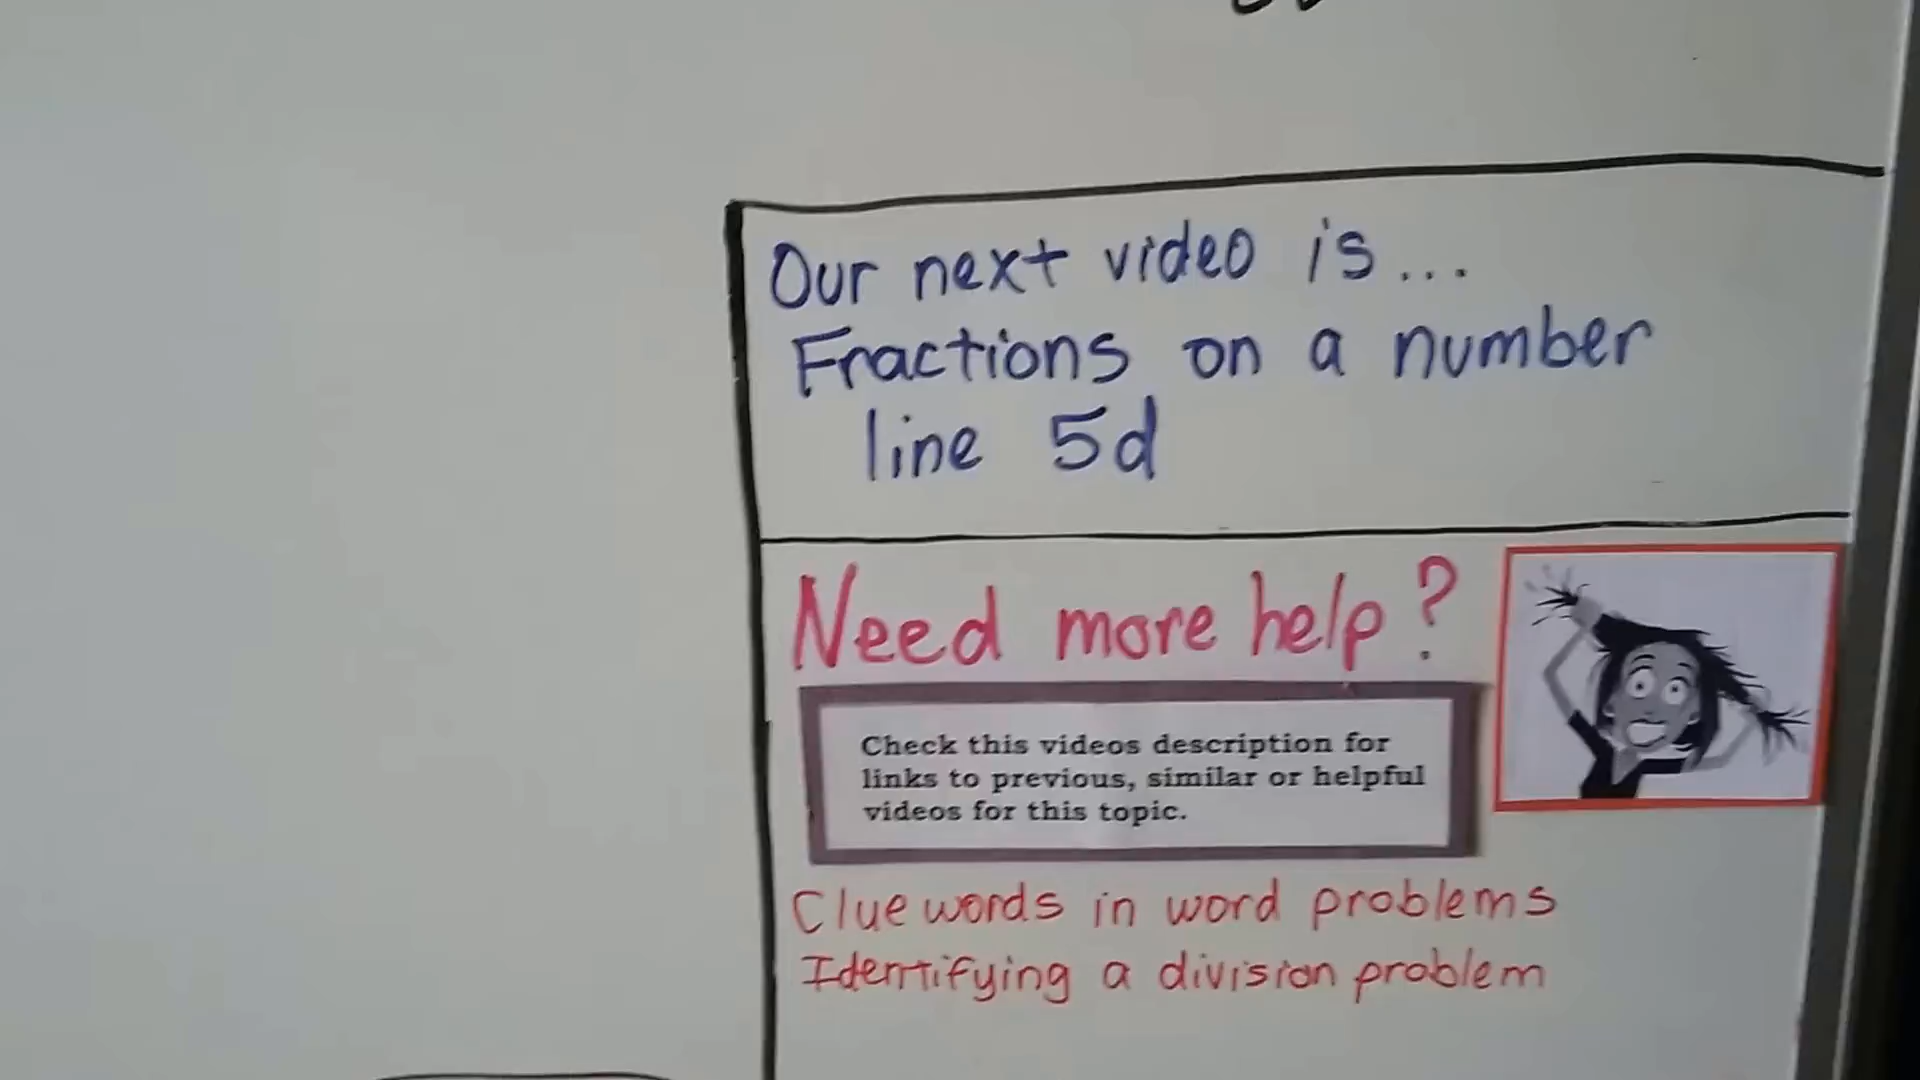 Our next video is...
Fractions on a number
line 5d
Need more help?
Check this videos description for
links to previous, similar or helpful
videos for this topic.
Clue words in word problems
Identifying a division problem